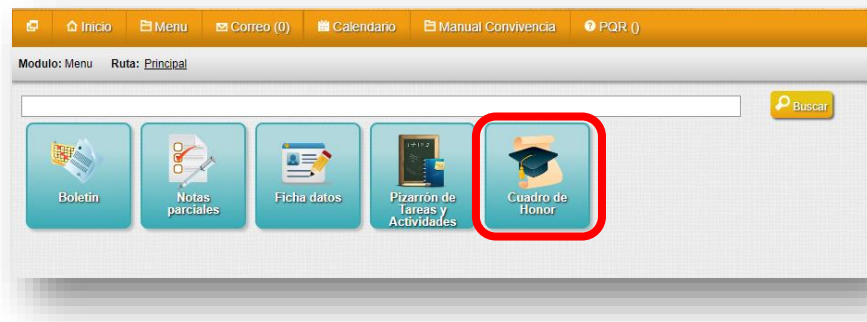 Inicio Menu Correo (0) Calendario Manual Convivencia PQR ()
Modulo: Menu Ruta: Principal
Buscar
Boletin
Notas
parciales
Ficha datos
Pizarrón de
Tareas y
Actividades
Cuadro de
Honor